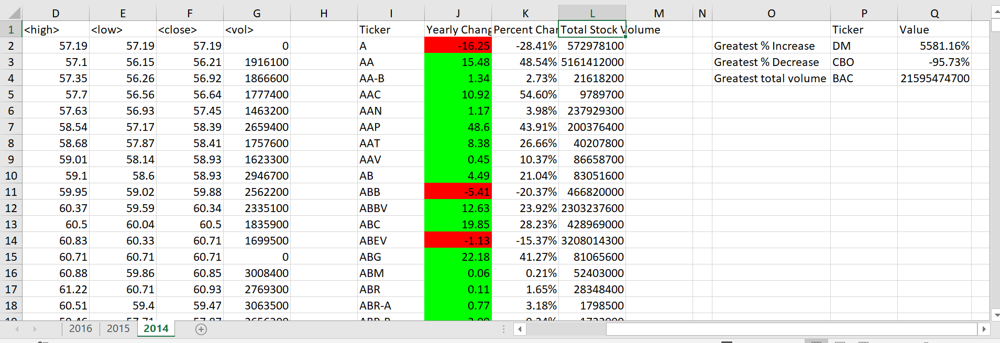 D E F G H I J K L M N O P Q
1 <high> <low> <close> <vol> Ticker Yearly Chang Percent Char Total Stock Volume Ticker Value
2 57.19 57.19 57.19 0 A -16.25 -28.41% 572978100 Greatest % Increase DM 5581.16%
3 57.1 56.15 56.21 1916100 AA 15.48 48.54% 5161412000 Greatest % Decrease CBO -95.73%
4 57.35 56.26 56.92 1866600 AA-B 1.34 2.73% 21618200 Greatest total volume BAC 21595474700
5 57.7 56.56 56.64 1777400 AAC 10.92 54.60% 9789700
6 57.63 56.93 57.45 1463200 AAN 1.17 3.98% 237929300
7 58.54 57.17 58.39 2659400 AAP 48.6 43.91% 200376400
8 58.68 57.87 58.41 1757600 AAT 8.38 26.66% 40207800
9 59.01 58.14 58.93 1623300 AAV 0.45 10.37% 86658700
10 59.1 58.6 58.93 2946700 AB 4.49 21.04% 83051600
11 59.95 59.02 59.88 2562200 ABB -5.41 -20.37% 466820000
12 60.37 59.59 60.34 2335100 ABBV 12.63 23.92% 2303237600
13 60.5 60.04 60.5 1835900 ABC 19.85 28.23% 428969000
14 60.83 60.33 60.71 1699500 ABEV -1.13 -15.37% 3208014300
15 60.71 60.71 60.71 0 ABG 22.18 41.27% 81065600
16 60.88 59.86 60.85 3008400 ABM 0.06 0.21% 52403000
17 61.22 60.71 60.93 2769300 ABR 0.11 1.65% 28348400
18 60.51 59.4 59.47 3063500 ABR-A 0.77 3.18% 1798500
2016 2015 2014